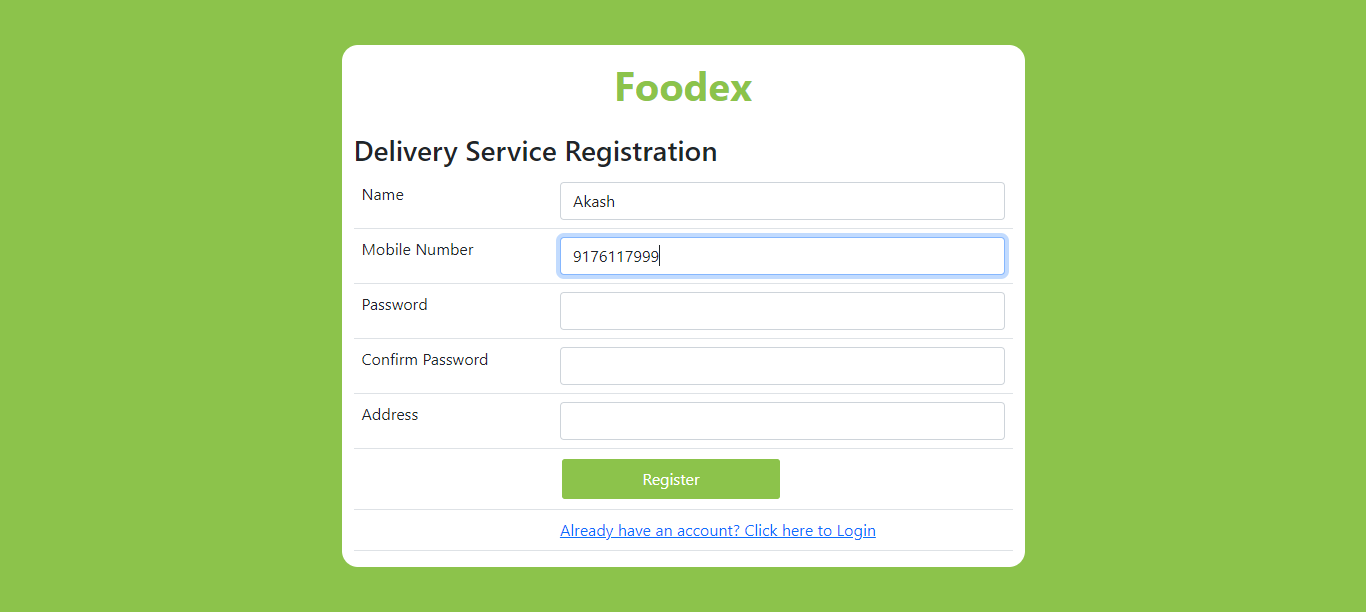 Foodex
Delivery Service Registration
Name Akash
Mobile Number 9176117999
Password
Confirm Password
Address
Register
Already have an account? Click here to Login